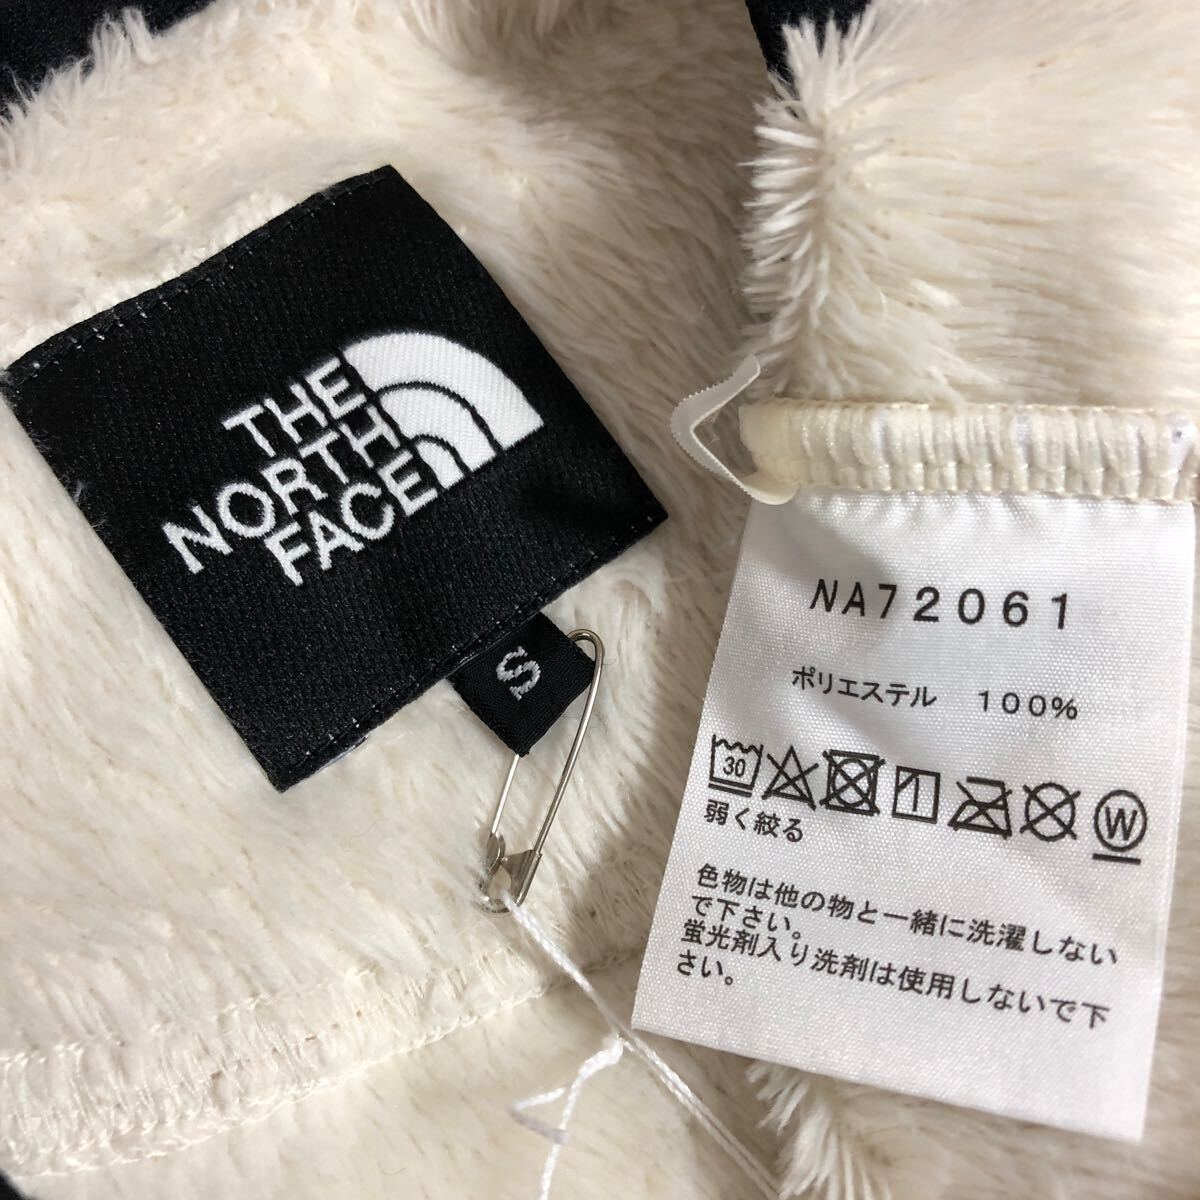 THE
NORTH
FACE
S
NA72061
ポリエステル 100%
30
W
弱く絞る
色物は他の物と一緒に洗濯しない
で下さい。
蛍光剤入り洗剤は使用しないで下
さい。